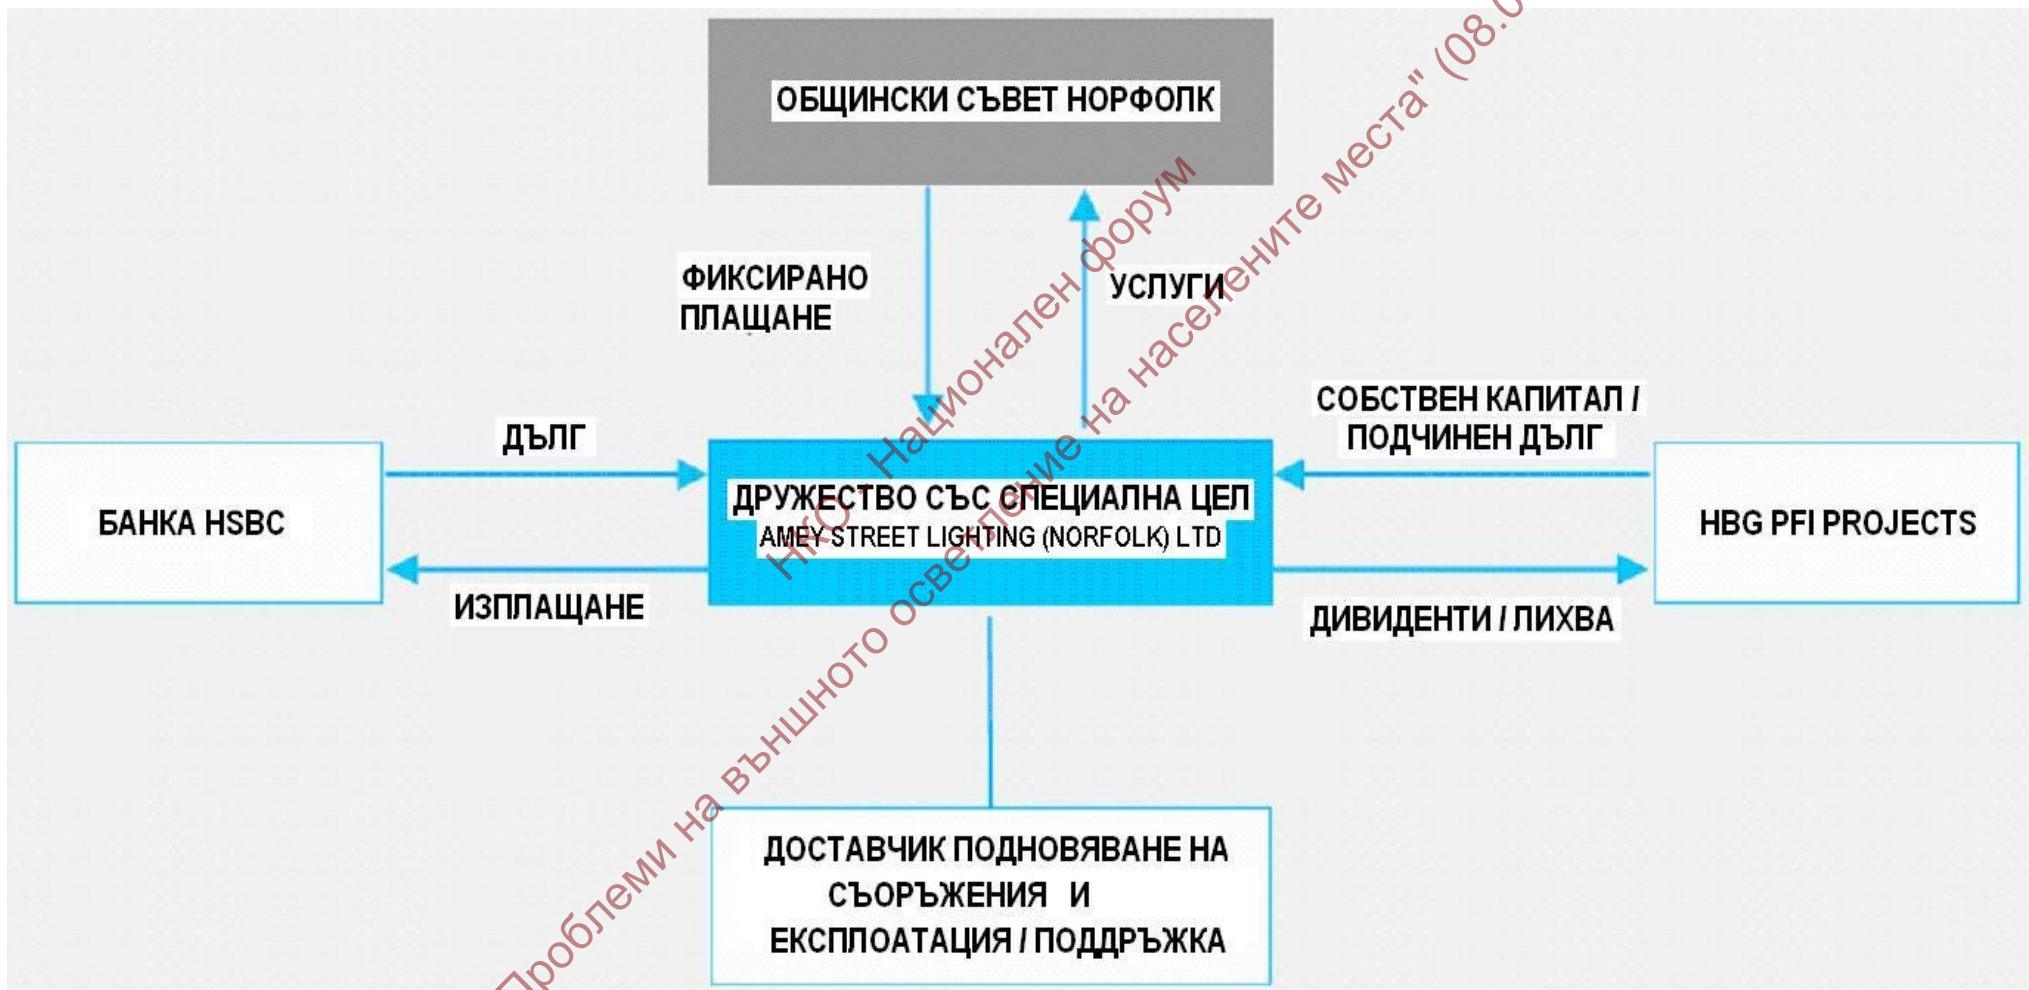 ОБЩИНСКИ СЪВЕТ НОРФОЛК
ФИКСИРАНО
ПЛАЩАНЕ
УСЛУГИ
СОБСТВЕН КАПИТАЛ /
ПОДЧИНЕН ДЪЛГ
ДЪЛГ
БАНКА HSBC
ДРУЖЕСТВО СЪС СПЕЦИАЛНА ЦЕЛ
AMEY STREET LIGHTING (NORFOLK) LTD
HBG PFI PROJECTS
ИЗПЛАЩАНЕ
ДИВИДЕНТИ / ЛИХВА
ДОСТАВЧИК ПОДНОВЯВАНЕ НА
СЪОРЪЖЕНИЯ И
ЕКСПЛОАТАЦИЯ / ПОДДРЪЖКА
НКО - Национален форум
Проблеми на външното осветление на населените места" (08.0